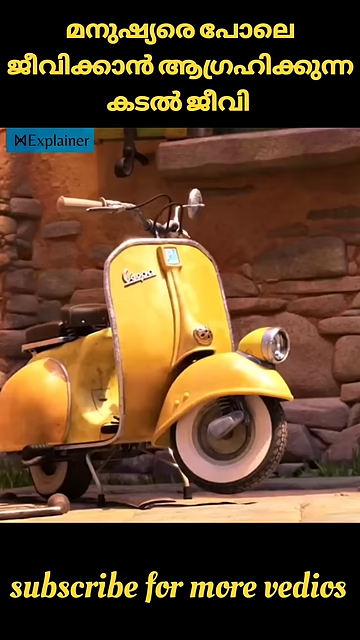 മനുഷ്യരെ പോലെ
ജീവിക്കാൻ ആഗ്രഹിക്കുന്ന
കടൽ ജീവി
⋈Explainer
Vespa
subscribe for more vedios